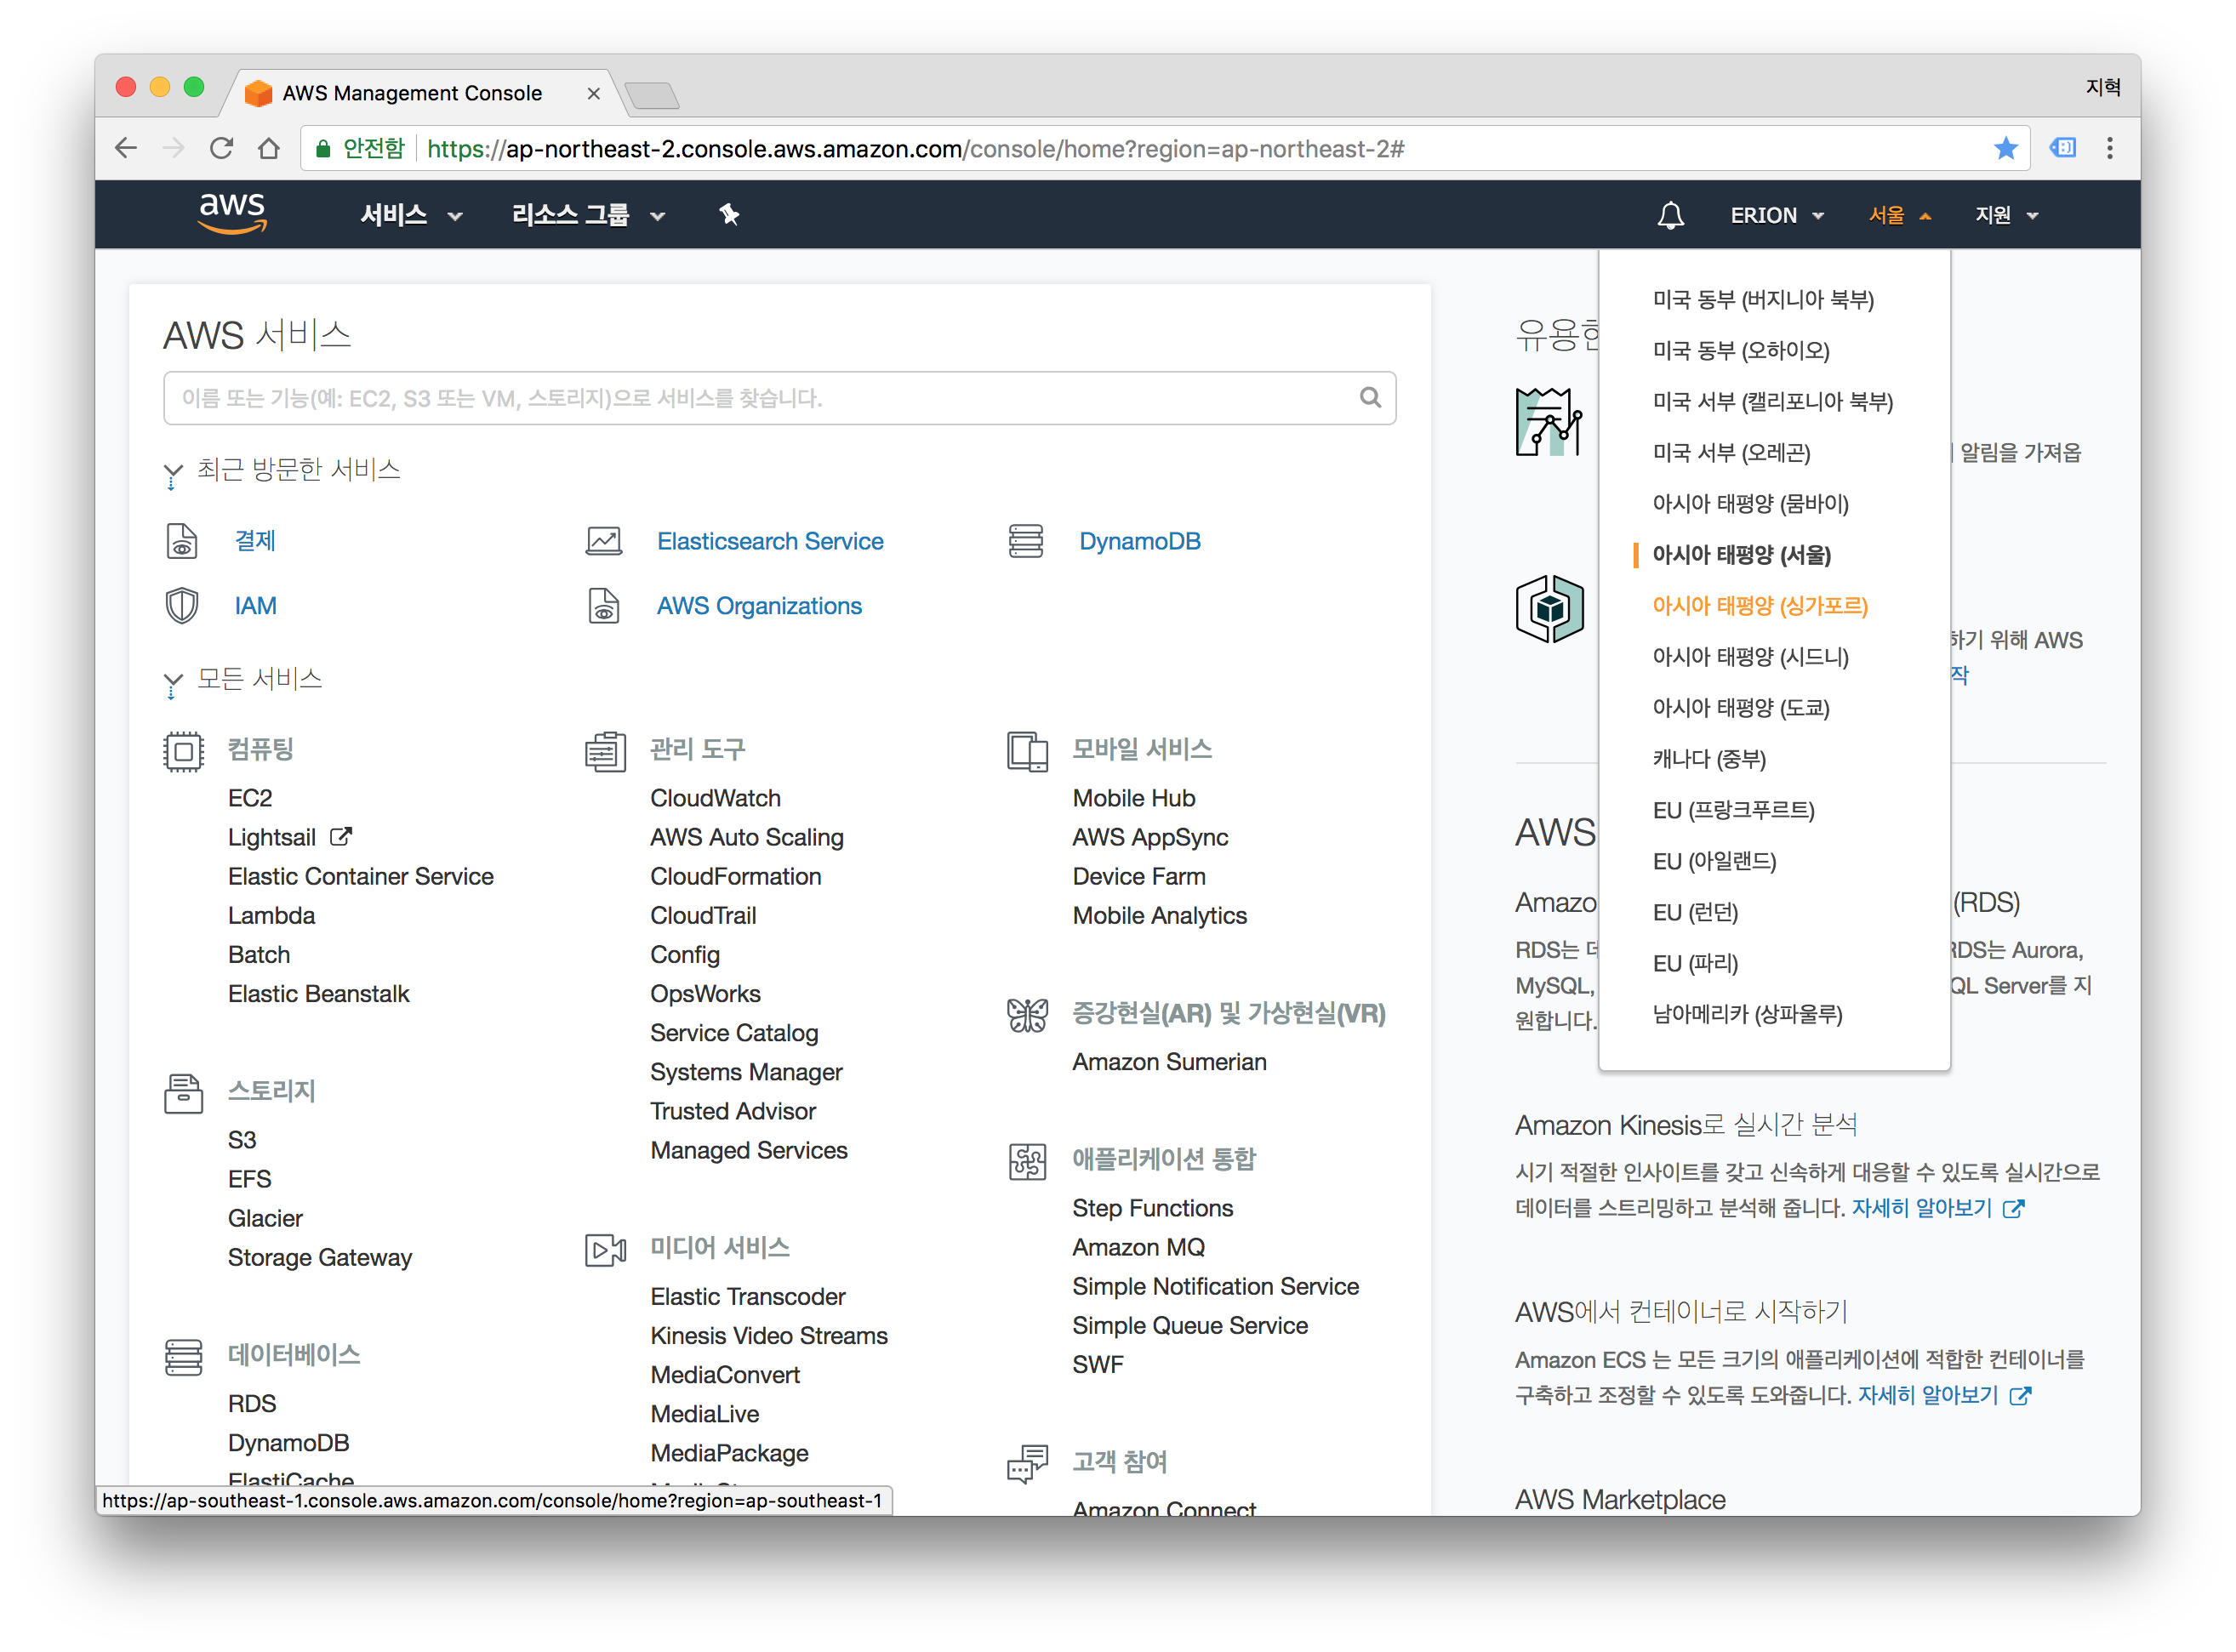 AWS Management Console
지혁
안전함 https://ap-northeast-2.console.aws.amazon.com/console/home?region=ap-northeast-2#
aws 서비스 리소스 그룹 ERION 서울 지원
AWS 서비스
이름 또는 기능(예: EC2, S3 또는 VM, 스토리지)으로 서비스를 찾습니다.
최근 방문한 서비스
결제
Elasticsearch Service
DynamoDB
IAM
AWS Organizations
모든 서비스
컴퓨팅
EC2
Lightsail
Elastic Container Service
Lambda
Batch
Elastic Beanstalk
스토리지
S3
EFS
Glacier
Storage Gateway
데이터베이스
RDS
DynamoDB
ElastiCache
관리 도구
CloudWatch
AWS Auto Scaling
CloudFormation
CloudTrail
Config
OpsWorks
Service Catalog
Systems Manager
Trusted Advisor
Managed Services
미디어 서비스
Elastic Transcoder
Kinesis Video Streams
MediaConvert
MediaLive
MediaPackage
모바일 서비스
Mobile Hub
AWS AppSync
Device Farm
Mobile Analytics
증강현실(AR) 및 가상현실(VR)
Amazon Sumerian
애플리케이션 통합
Step Functions
Amazon MQ
Simple Notification Service
Simple Queue Service
SWF
고객 참여
Amazon Connect
미국 동부 (버지니아 북부)
미국 동부 (오하이오)
미국 서부 (캘리포니아 북부)
미국 서부 (오레곤)
아시아 태평양 (뭄바이)
아시아 태평양 (서울)
아시아 태평양 (싱가포르)
아시아 태평양 (시드니)
아시아 태평양 (도쿄)
캐나다 (중부)
EU (프랑크푸르트)
EU (아일랜드)
EU (런던)
EU (파리)
남아메리카 (상파울루)
알림을 가져옵
하기 위해 AWS
작
AWS
Amazo (RDS)
RDS는 RDS는 Aurora,
MySQL, QL Server를 지
원합니다.
Amazon Kinesis로 실시간 분석
시기 적절한 인사이트를 갖고 신속하게 대응할 수 있도록 실시간으로
데이터를 스트리밍하고 분석해 줍니다. 자세히 알아보기
AWS에서 컨테이너로 시작하기
Amazon ECS 는 모든 크기의 애플리케이션에 적합한 컨테이너를
구축하고 조정할 수 있도록 도와줍니다. 자세히 알아보기
AWS Marketplace
https://ap-southeast-1.console.aws.amazon.com/console/home?region=ap-southeast-1